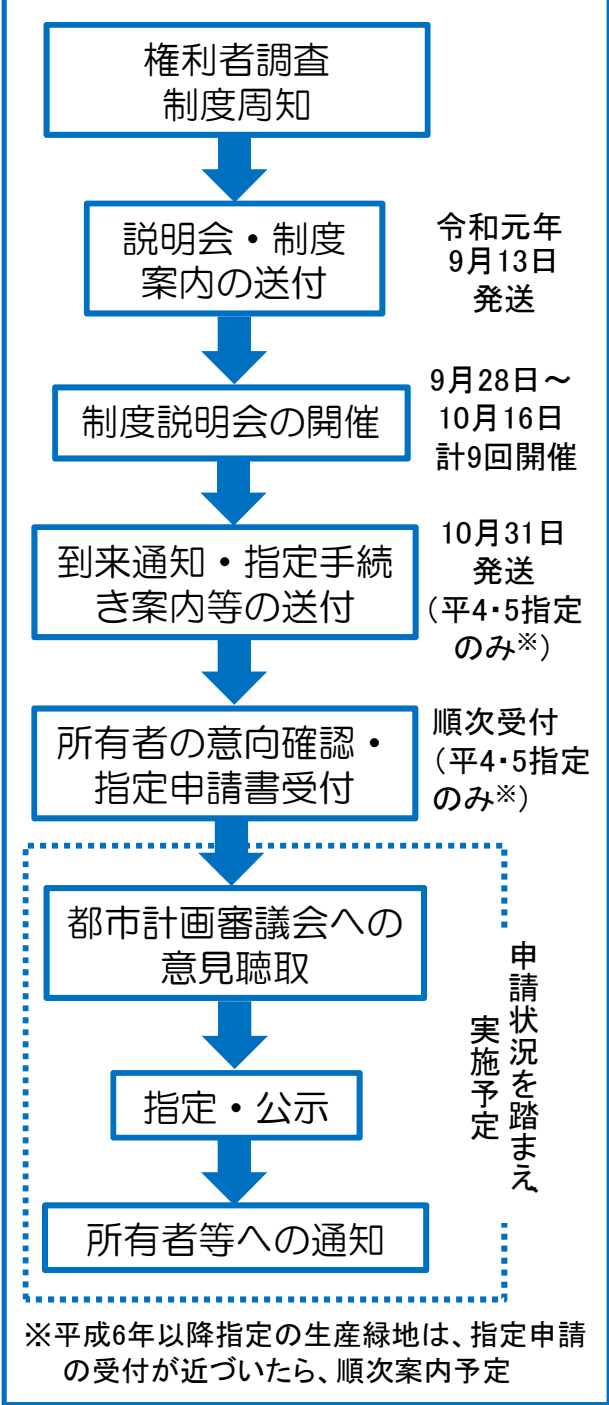 権利者調査
制度周知
説明会・制度
案内の送付
令和元年
9月13日
発送
制度説明会の開催
9月28日～
10月16日
計9回開催
到来通知・指定手続
き案内等の送付
10月31日
発送
（平4・5指定
のみ※）
所有者の意向確認・
指定申請書受付
順次受付
（平4・5指定
のみ※）
都市計画審議会への
意見聴取
指定・公示
所有者等への通知
申請状況を踏まえ、
実施予定
※平成6年以降指定の生産緑地は、指定申請
の受付が近づいたら、順次案内予定